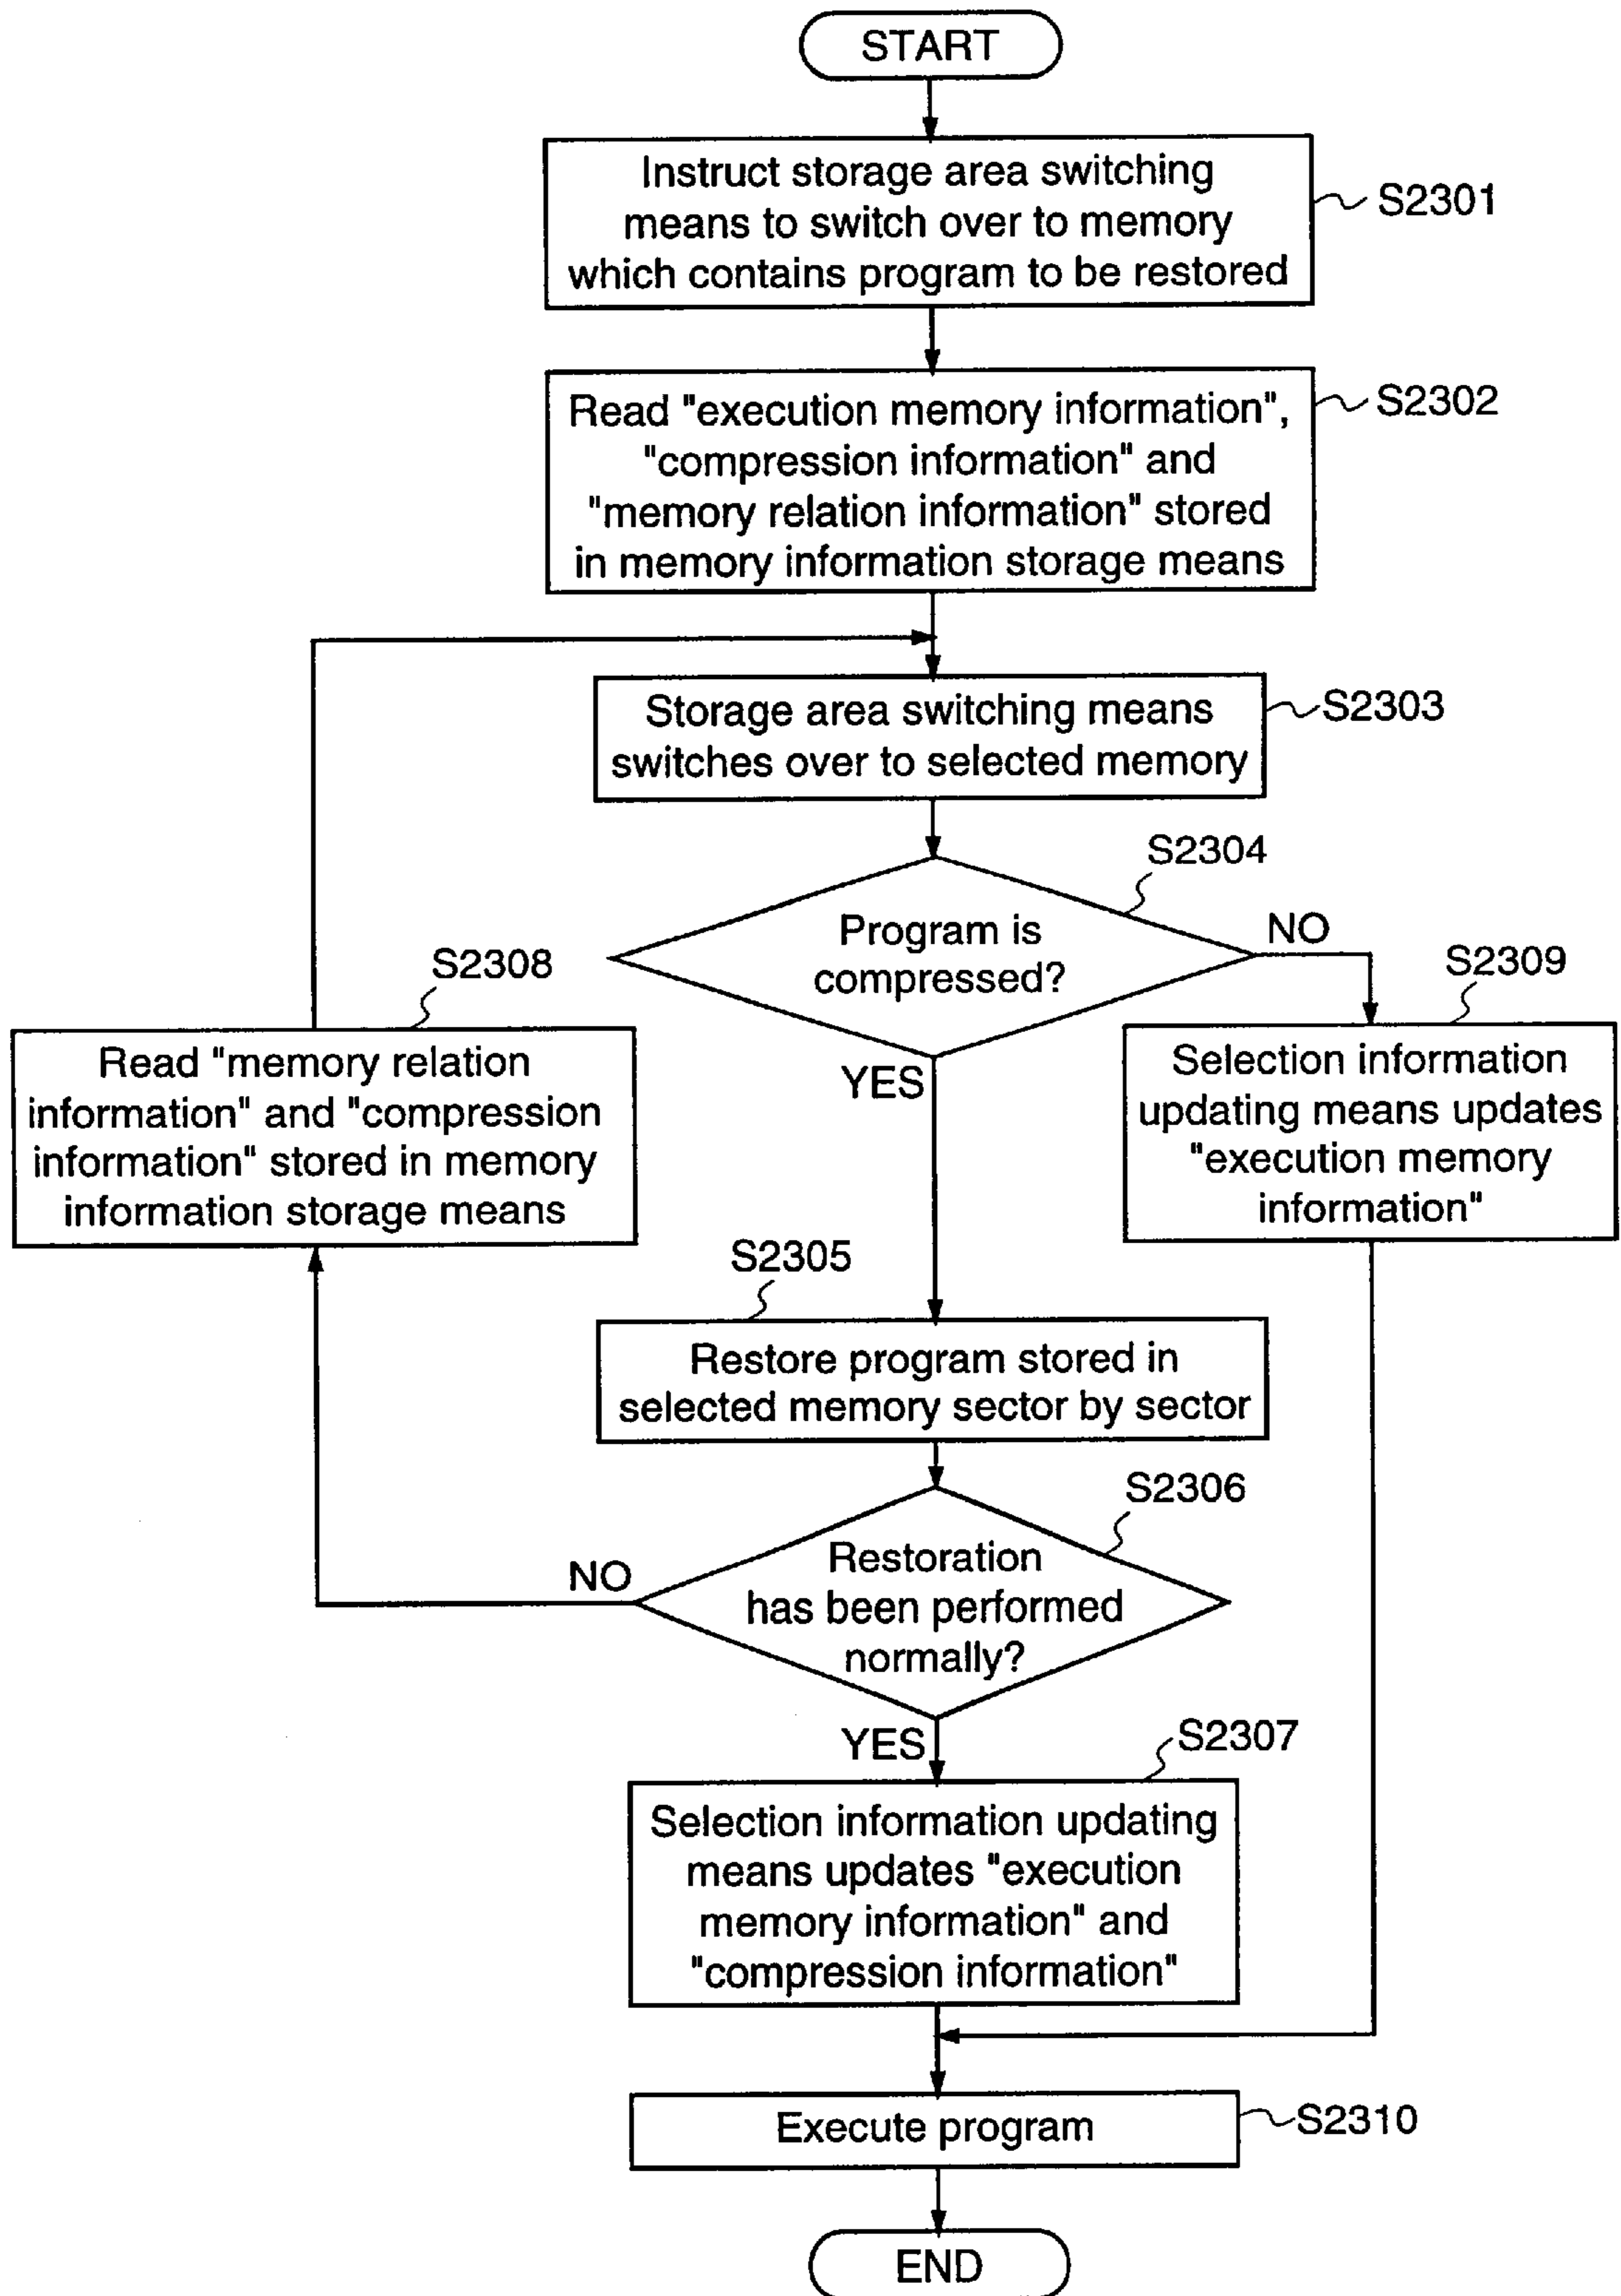 START
Instruct storage area switching
means to switch over to memory
which contains program to be restored
S2301
Read "execution memory information",
"compression information" and
"memory relation information" stored
in memory information storage means
S2302
Storage area switching means
switches over to selected memory
S2303
S2304
Program is
compressed?
NO
YES
S2308
Read "memory relation
information" and "compression
information" stored in memory
information storage means
S2309
Selection information
updating means updates
"execution memory
information"
S2305
Restore program stored in
selected memory sector by sector
S2306
Restoration
has been performed
normally?
NO
YES
S2307
Selection information updating
means updates "execution
memory information" and
"compression information"
Execute program
S2310
END